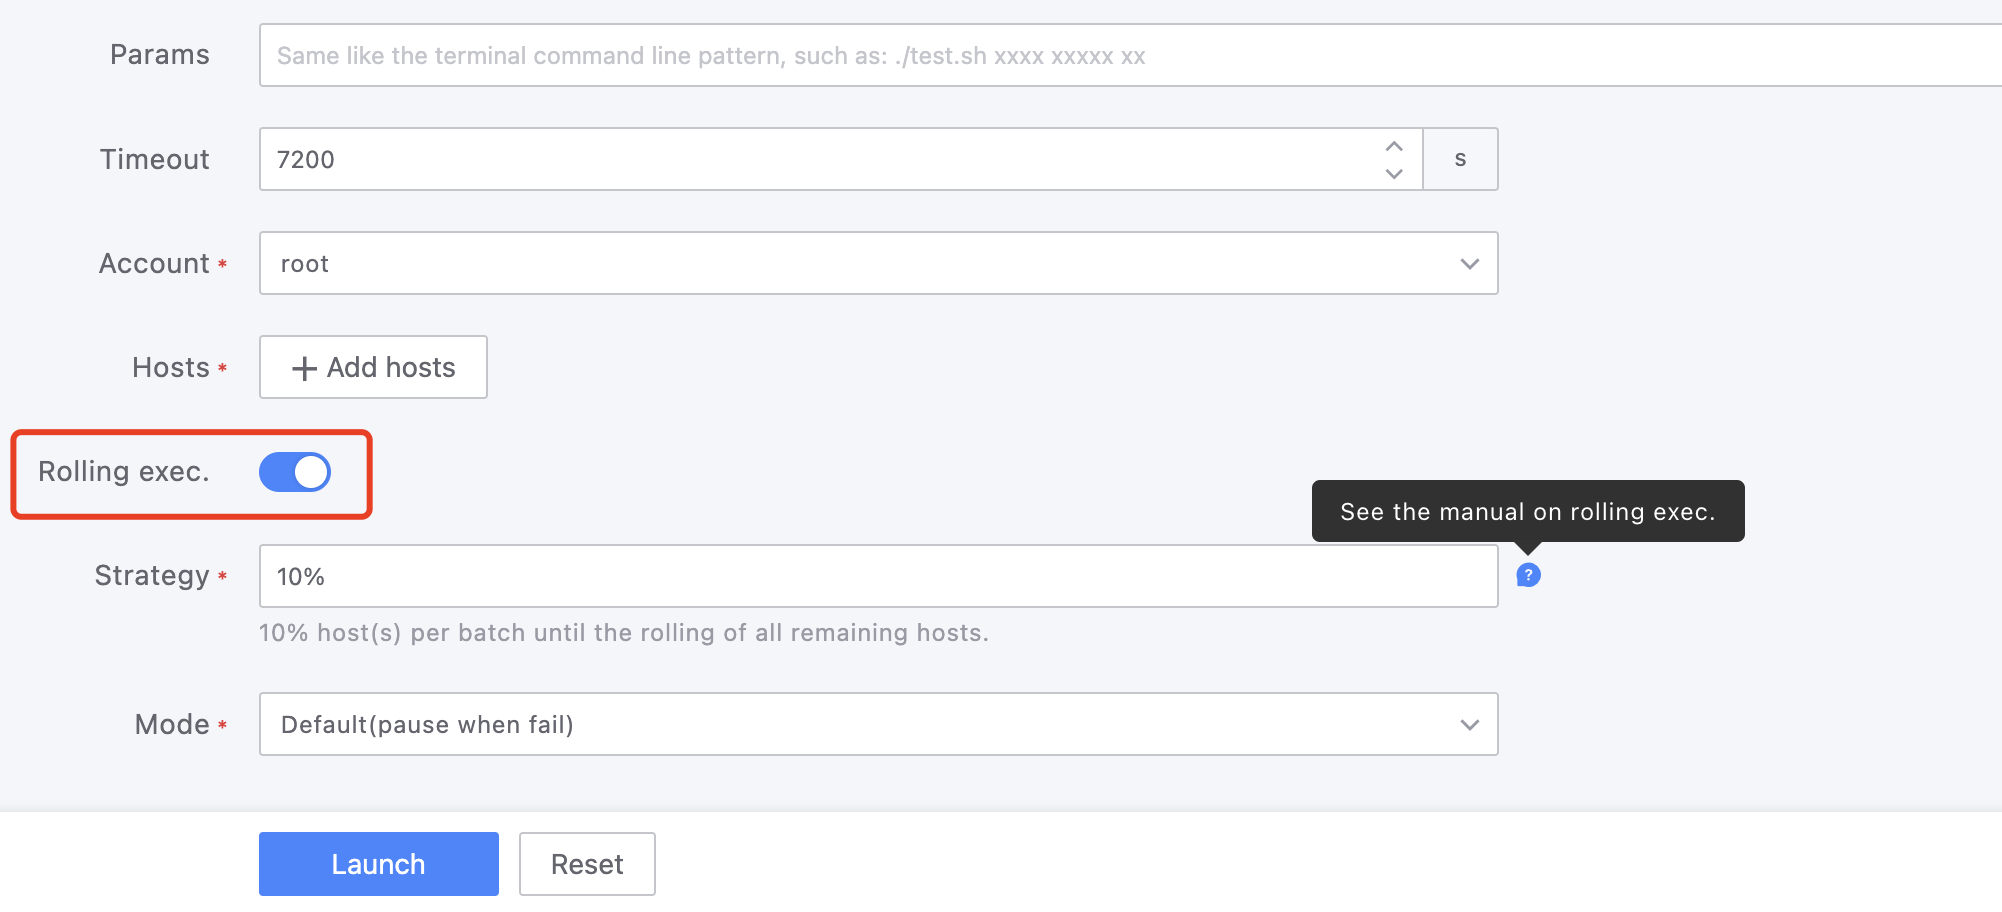 Params
Same like the terminal command line pattern, such as: ./test.sh xxxx xxxxx xx
Timeout
7200
s
Account *
root
Hosts *
+ Add hosts
Rolling exec.
See the manual on rolling exec.
Strategy *
10%
?
10% host(s) per batch until the rolling of all remaining hosts.
Mode *
Default(pause when fail)
Launch
Reset